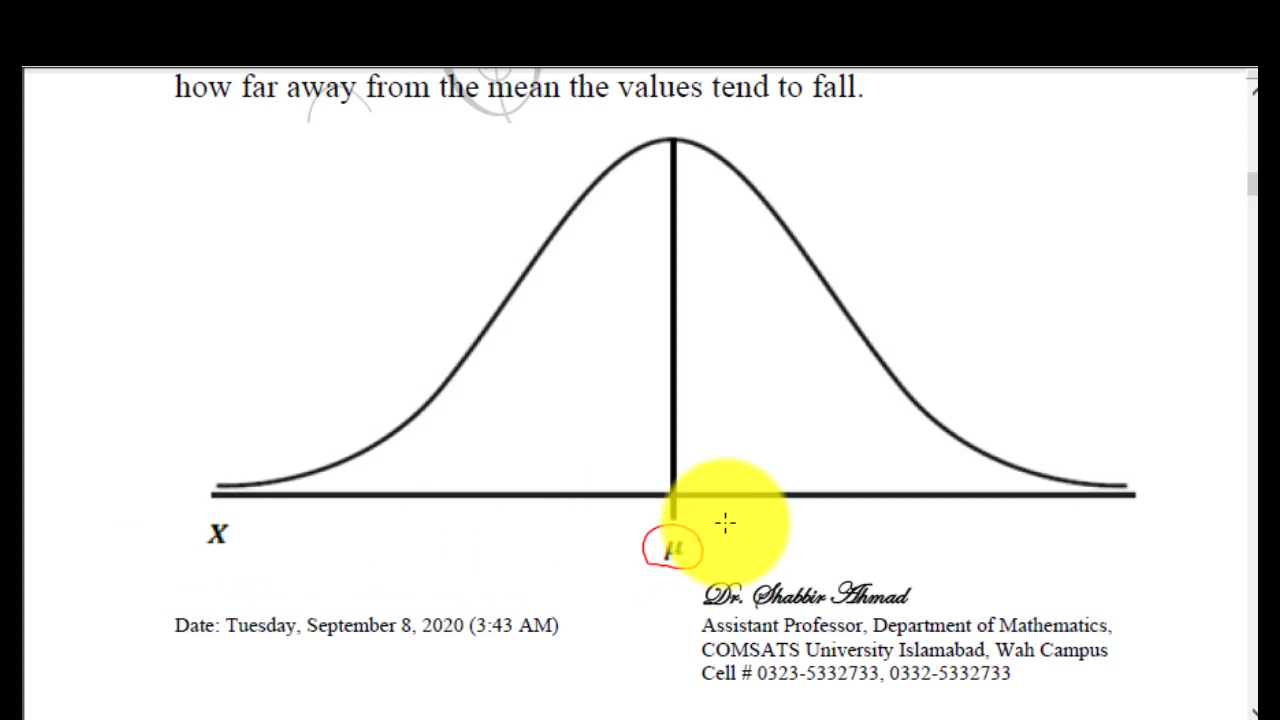 how far away from the mean the values tend to fall.
X
μ
Dr. Shabbir Ahmad
Date: Tuesday, September 8, 2020 (3:43 AM)
Assistant Professor, Department of Mathematics,
COMSATS University Islamabad, Wah Campus
Cell # 0323-5332733, 0332-5332733